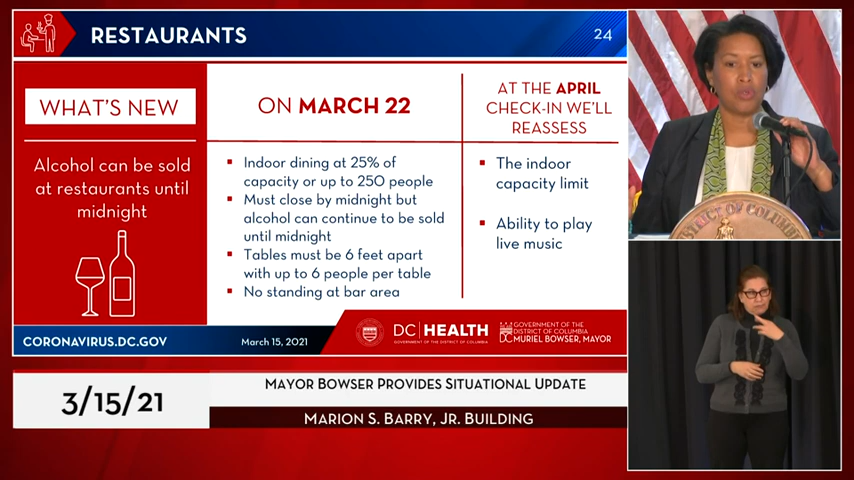 RESTAURANTS
24
WHAT'S NEW
Alcohol can be sold
at restaurants until
midnight
ON MARCH 22
▪ Indoor dining at 25% of
capacity or up to 250 people
▪ Must close by midnight but
alcohol can continue to be sold
until midnight
▪ Tables must be 6 feet apart
with up to 6 people per table
▪ No standing at bar area
AT THE APRIL
CHECK-IN WE'LL
REASSESS
▪ The indoor
capacity limit
▪ Ability to play
live music
CORONAVIRUS.DC.GOV
March 15, 2021
DC HEALTH
GOVERNMENT OF THE DISTRICT OF COLUMBIA
GOVERNMENT OF THE
DISTRICT OF COLUMBIA
MURIEL BOWSER, MAYOR
DISTRICT OF COLUMB
3/15/21
MAYOR BOWSER PROVIDES SITUATIONAL UPDATE
MARION S. BARRY, JR. BUILDING